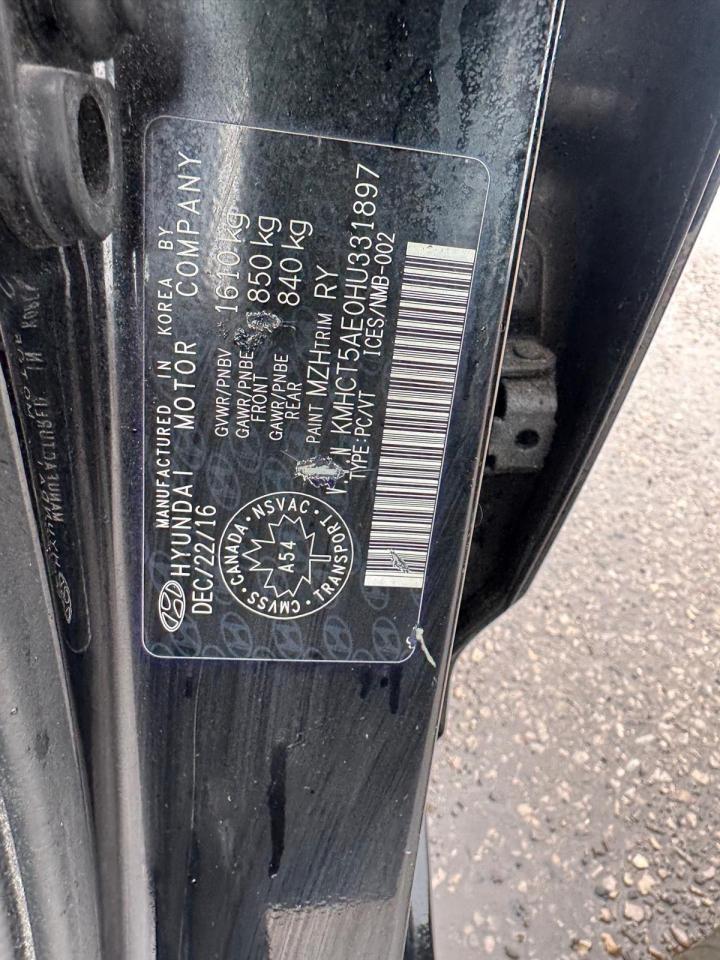 MANUFACTURED IN KOREA BY
HYUNDAI MOTOR COMPANY
DEC/22/16
GVWR/PNBV 1610 kg
GAWR/PNBE FRONT 850 kg
GAWR/PNBE REAR 840 kg
PAINT MZH TRIM RY
V N KMHCT5AE0HU331897
TYPE:PC/VT ICES/NMB-002
CANADA • NSVAC • TRANSPORT • CMVSS •
A54